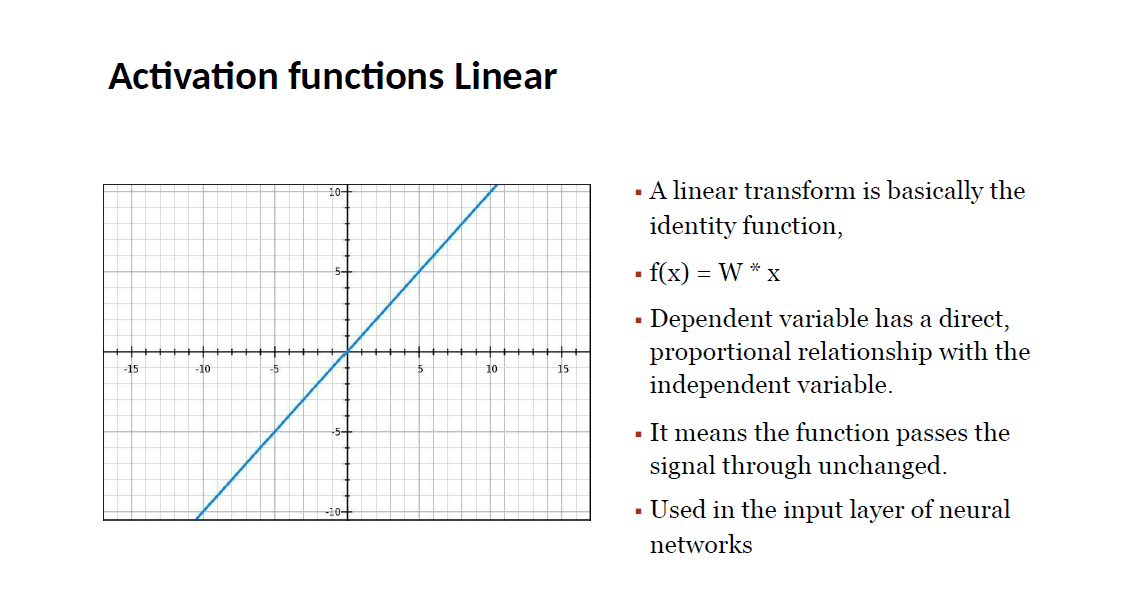 Activation functions Linear
10
5
-15 -10 -5 5 10 15
-5
-10
▪ A linear transform is basically the
identity function,
▪ f(x) = W * x
▪ Dependent variable has a direct,
proportional relationship with the
independent variable.
▪ It means the function passes the
signal through unchanged.
▪ Used in the input layer of neural
networks